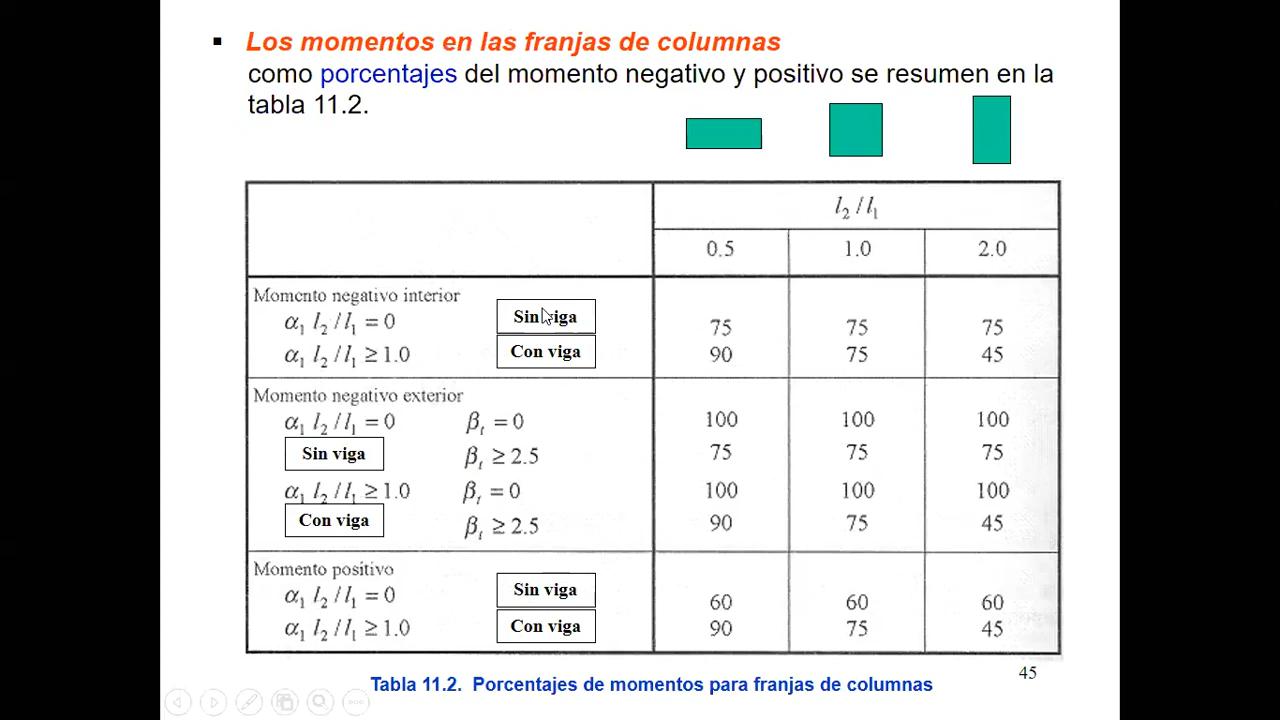 ▪ Los momentos en las franjas de columnas
como porcentajes del momento negativo y positivo se resumen en la
tabla 11.2.
l₂ / l₁
0.5 1.0 2.0
Momento negativo interior
α₁ l₂ / l₁ = 0 Sin viga 75 75 75
α₁ l₂ / l₁ ≥ 1.0 Con viga 90 75 45
Momento negativo exterior
α₁ l₂ / l₁ = 0 βₜ = 0 100 100 100
Sin viga βₜ ≥ 2.5 75 75 75
α₁ l₂ / l₁ ≥ 1.0 βₜ = 0 100 100 100
Con viga βₜ ≥ 2.5 90 75 45
Momento positivo
α₁ l₂ / l₁ = 0 Sin viga 60 60 60
α₁ l₂ / l₁ ≥ 1.0 Con viga 90 75 45
45
Tabla 11.2. Porcentajes de momentos para franjas de columnas